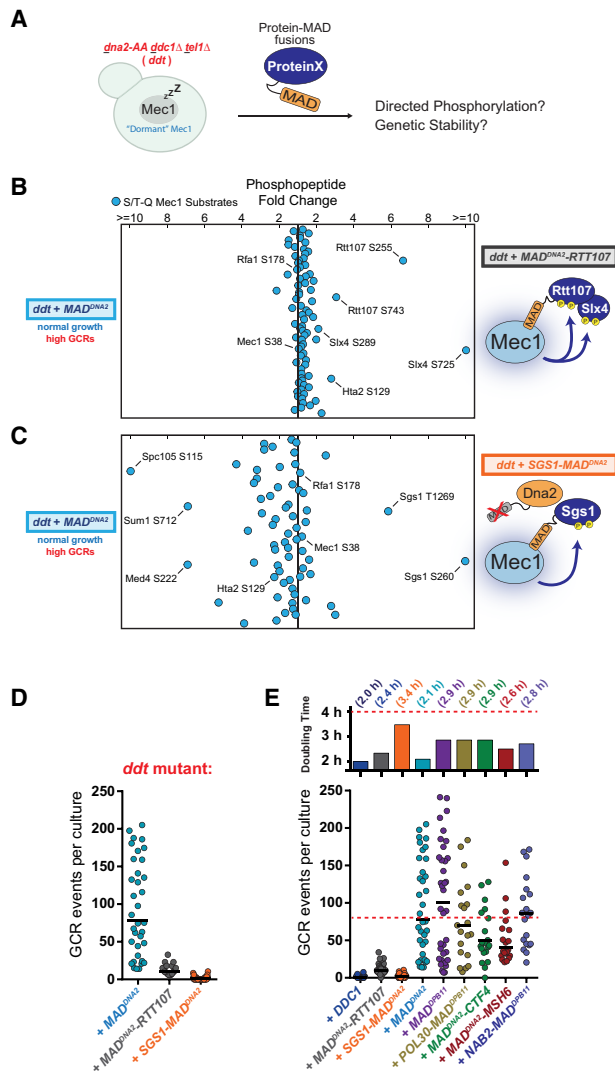 A
dna2-AA ddc1Δ tel1Δ
( ddt )
zzZ
Mec1
"Dormant" Mec1
Protein-MAD
fusions
ProteinX
MAD
Directed Phosphorylation?
Genetic Stability?
B
S/T-Q Mec1 Substrates
Phosphopeptide
Fold Change
>=10 8 6 4 2 2 4 6 8 >=10
Rfa1 S178
Rtt107 S255
Rtt107 S743
Mec1 S38
Slx4 S289
Slx4 S725
Hta2 S129
ddt + MAD^DNA2
normal growth
high GCRs
ddt + MAD^DNA2-RTT107
Rtt107
Slx4
P P P P
MAD
Mec1
C
Spc105 S115
Rfa1 S178
Sum1 S712
Sgs1 T1269
Mec1 S38
Med4 S222
Hta2 S129
Sgs1 S260
ddt + MAD^DNA2
normal growth
high GCRs
ddt + SGS1-MAD^DNA2
Dna2
Sgs1
P P
MAD
Mec1
D
ddt mutant:
GCR events per culture
250
200
150
100
50
0
+ MAD^DNA2
+ MAD^DNA2-RTT107
+ SGS1-MAD^DNA2
E
(2.0 h) (2.4 h) (3.4 h) (2.1 h) (2.9 h) (2.9 h) (2.9 h) (2.6 h) (2.8 h)
Doubling Time
4 h
3 h
2 h
GCR events per culture
250
200
150
100
50
0
+ DDC1
+ MAD^DNA2-RTT107
+ SGS1-MAD^DNA2
+ MAD^DNA2
+ MAD^DPB11
+ POL30-MAD^DPB11
+ MAD^DNA2-CTF4
+ MAD^DNA2-MSH6
+ NAB2-MAD^DPB11